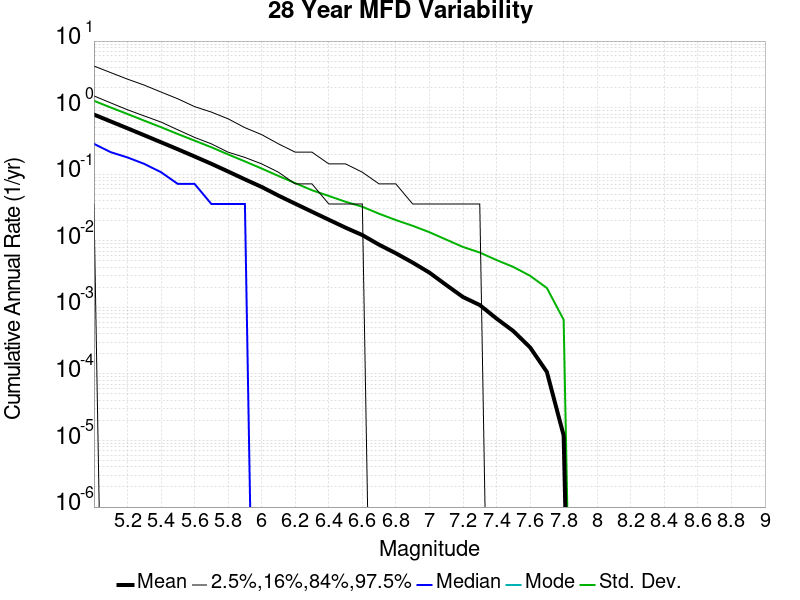 28 Year MFD Variability
10 1
10 0
10 -1
10 -2
10 -3
10 -4
10 -5
10 -6
Cumulative Annual Rate (1/yr)
5.2 5.4 5.6 5.8 6 6.2 6.4 6.6 6.8 7 7.2 7.4 7.6 7.8 8 8.2 8.4 8.6 8.8 9
Magnitude
Mean 2.5%,16%,84%,97.5% Median Mode Std. Dev.